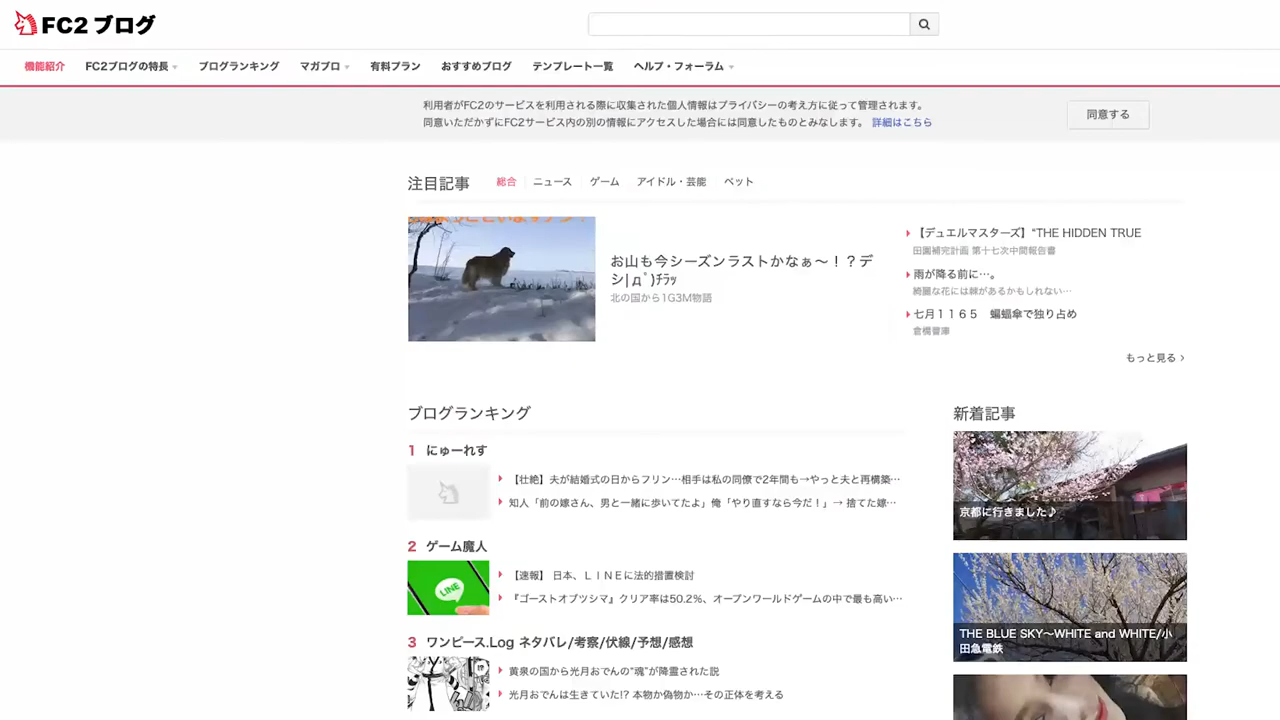 FC2 ブログ
機能紹介 FC2ブログの特長 ブログランキング マガブロ 有料プラン おすすめブログ テンプレート一覧 ヘルプ・フォーラム
利用者がFC2のサービスを利用される際に収集された個人情報はプライバシーの考え方に従って管理されます。
同意いただかずにFC2サービス内の別の情報にアクセスした場合には同意したものとみなします。 詳細はこちら
同意する
注目記事 総合 ニュース ゲーム アイドル・芸能 ペット
お山も今シーズンラストかなぁ〜！？デ
シ|дﾟ)ﾁﾗｯ
北の国から1G3M物語
【デュエルマスターズ】“THE HIDDEN TRUE
田園補完計画 第十七次中間報告書
雨が降る前に…。
綺麗な花には棘があるかもしれない…
七月１１６５　蝙蝠傘で独り占め
もっと見る
ブログランキング
1 にゅーれす
【壮絶】夫が結婚式の日からフリン…相手は私の同僚で2年間も→やっと夫と再構築…
知人「前の嫁さん、男と一緒に歩いてたよ」俺「やり直すなら今だ！」→ 捨てた嫁…
2 ゲーム魔人
LINE
【速報】 日本、ＬＩＮＥに法的措置検討
『ゴーストオブツシマ』クリア率は50.2%、オープンワールドゲームの中で最も高い…
3 ワンピース.Log ネタバレ/考察/伏線/予想/感想
黄泉の国から光月おでんの“魂”が降霊された説
光月おでんは生きていた!? 本物か偽物か…その正体を考える
新着記事
京都に行きました♪
THE BLUE SKY〜WHITE and WHITE/小
田急電鉄